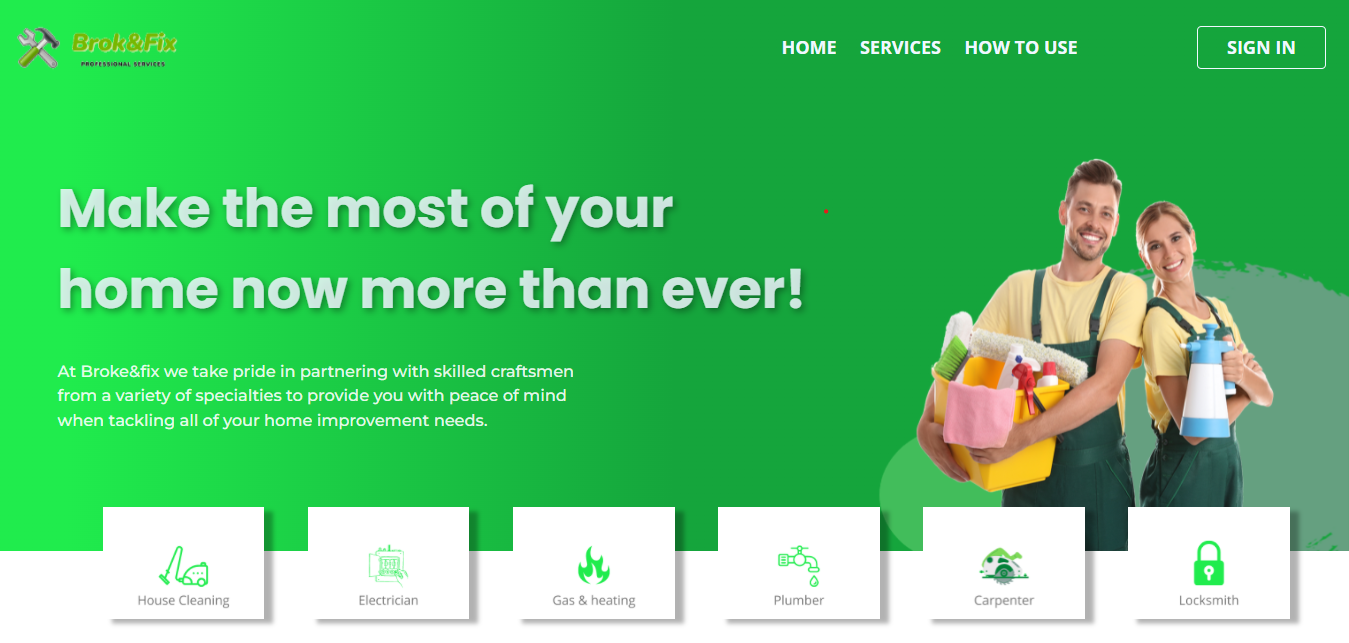 Brok&Fix
PROFESSIONAL SERVICES
HOME SERVICES HOW TO USE
SIGN IN
Make the most of your
home now more than ever!
At Broke&fix we take pride in partnering with skilled craftsmen
from a variety of specialties to provide you with peace of mind
when tackling all of your home improvement needs.
House Cleaning
Electrician
Gas & heating
Plumber
Carpenter
Locksmith